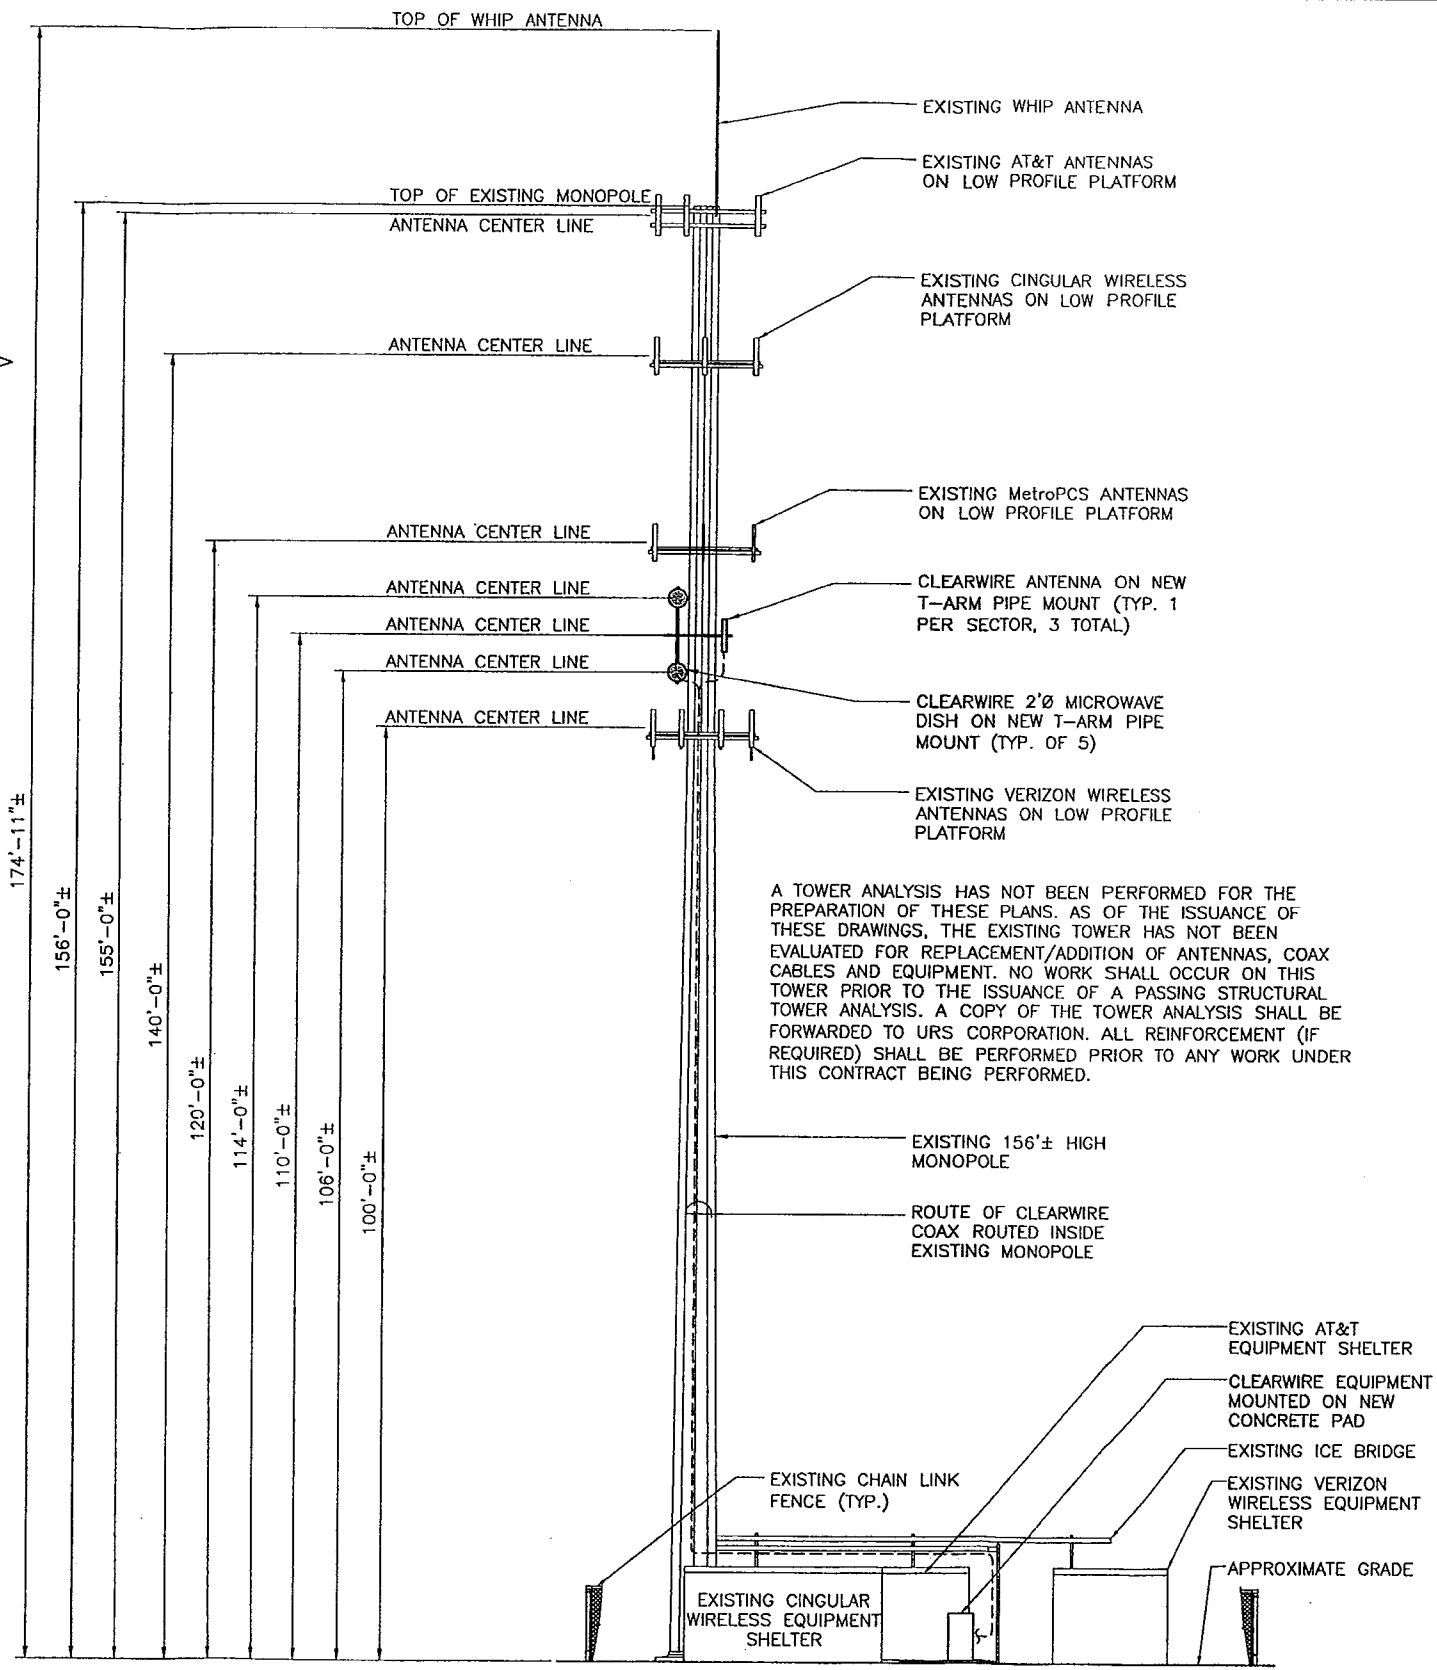 TOP OF WHIP ANTENNA
EXISTING WHIP ANTENNA
EXISTING AT&T ANTENNAS
ON LOW PROFILE PLATFORM
TOP OF EXISTING MONOPOLE
ANTENNA CENTER LINE
EXISTING CINGULAR WIRELESS
ANTENNAS ON LOW PROFILE
PLATFORM
ANTENNA CENTER LINE
EXISTING MetroPCS ANTENNAS
ON LOW PROFILE PLATFORM
ANTENNA CENTER LINE
ANTENNA CENTER LINE
CLEARWIRE ANTENNA ON NEW
T-ARM PIPE MOUNT (TYP. 1
PER SECTOR, 3 TOTAL)
ANTENNA CENTER LINE
ANTENNA CENTER LINE
CLEARWIRE 2'Ø MICROWAVE
DISH ON NEW T-ARM PIPE
MOUNT (TYP. OF 5)
ANTENNA CENTER LINE
EXISTING VERIZON WIRELESS
ANTENNAS ON LOW PROFILE
PLATFORM
174'-11"±
156'-0"±
155'-0"±
140'-0"±
120'-0"±
114'-0"±
110'-0"±
106'-0"±
100'-0"±
A TOWER ANALYSIS HAS NOT BEEN PERFORMED FOR THE
PREPARATION OF THESE PLANS. AS OF THE ISSUANCE OF
THESE DRAWINGS, THE EXISTING TOWER HAS NOT BEEN
EVALUATED FOR REPLACEMENT/ADDITION OF ANTENNAS, COAX
CABLES AND EQUIPMENT. NO WORK SHALL OCCUR ON THIS
TOWER PRIOR TO THE ISSUANCE OF A PASSING STRUCTURAL
TOWER ANALYSIS. A COPY OF THE TOWER ANALYSIS SHALL BE
FORWARDED TO URS CORPORATION. ALL REINFORCEMENT (IF
REQUIRED) SHALL BE PERFORMED PRIOR TO ANY WORK UNDER
THIS CONTRACT BEING PERFORMED.
EXISTING 156'± HIGH
MONOPOLE
ROUTE OF CLEARWIRE
COAX ROUTED INSIDE
EXISTING MONOPOLE
EXISTING AT&T
EQUIPMENT SHELTER
CLEARWIRE EQUIPMENT
MOUNTED ON NEW
CONCRETE PAD
EXISTING ICE BRIDGE
EXISTING CHAIN LINK
FENCE (TYP.)
EXISTING VERIZON
WIRELESS EQUIPMENT
SHELTER
APPROXIMATE GRADE
EXISTING CINGULAR
WIRELESS EQUIPMENT
SHELTER